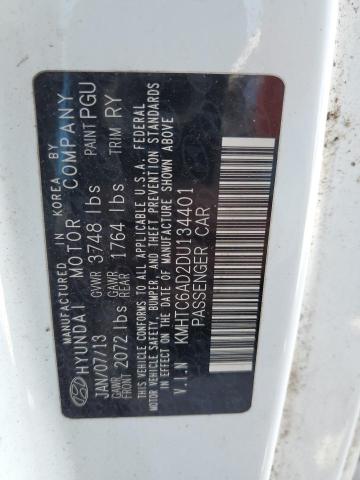 MANUFACTURED IN KOREA BY
HYUNDAI MOTOR COMPANY
JAN/07/13 GVWR 3748 lbs PAINT PGU
GAWR FRONT 2072 lbs GAWR REAR 1764 lbs TRIM RY
THIS VEHICLE CONFORMS TO ALL APPLICABLE U.S.A. FEDERAL
MOTOR VEHICLE SAFETY, BUMPER, AND THEFT PREVENTION STANDARDS
IN EFFECT ON THE DATE OF MANUFACTURE SHOWN ABOVE
V.I.N KMHTC6AD2DU134401
PASSENGER CAR